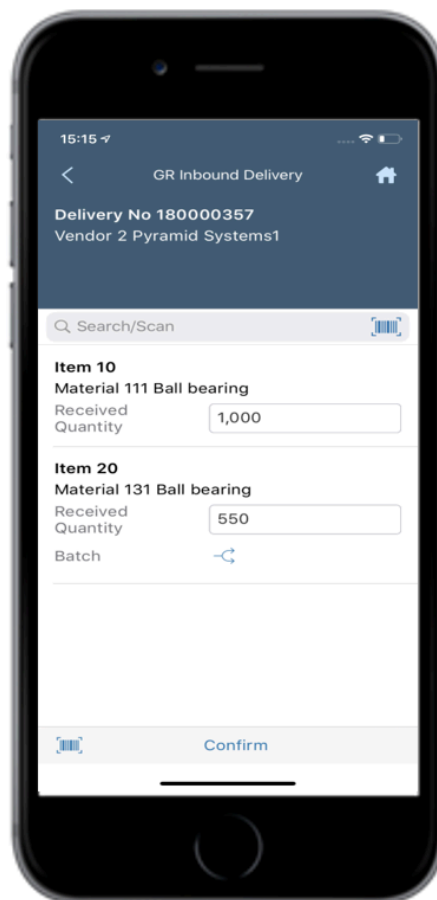 15:15
GR Inbound Delivery
Delivery No 180000357
Vendor 2 Pyramid Systems1
Search/Scan
Item 10
Material 111 Ball bearing
Received
Quantity
1,000
Item 20
Material 131 Ball bearing
Received
Quantity
550
Batch
Confirm